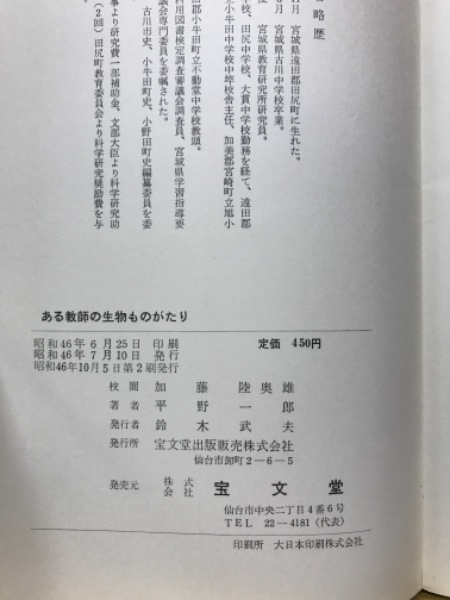 略歴
月　宮城県遠田郡田尻町に生れた。
月　宮城県古川中学校卒業。
宮城県教育研究所研究員。
校、田尻中学校、大貫中学校勤務を経て、遠田郡
立小牛田中学校中埣校舎主任、加美郡宮崎町立旭小
田郡小牛田町立不動堂中学校教頭。
科用図書検定調査審議会調査員、宮城県学習指導要
議会専門委員を委嘱された。
古川市史、小牛田町史、小野田町史編纂委員を委
事より研究費一部補助金、文部大臣より科学研究助
（2回）田尻町教育委員会より科学研究奨励費を与
ある教師の生物ものがたり
昭和46年6月25日　印刷
昭和46年7月10日　発行
昭和46年10月5日第2刷発行
定価　450円
校閲　加藤陸奥雄
著者　平野一郎
発行者　鈴木武夫
発行所　宝文堂出版販売株式会社
仙台市卸町2－6－5
発売元　株式会社　宝文堂
仙台市中央二丁目4番6号
TEL　22－4181（代表）
印刷所　大日本印刷株式会社